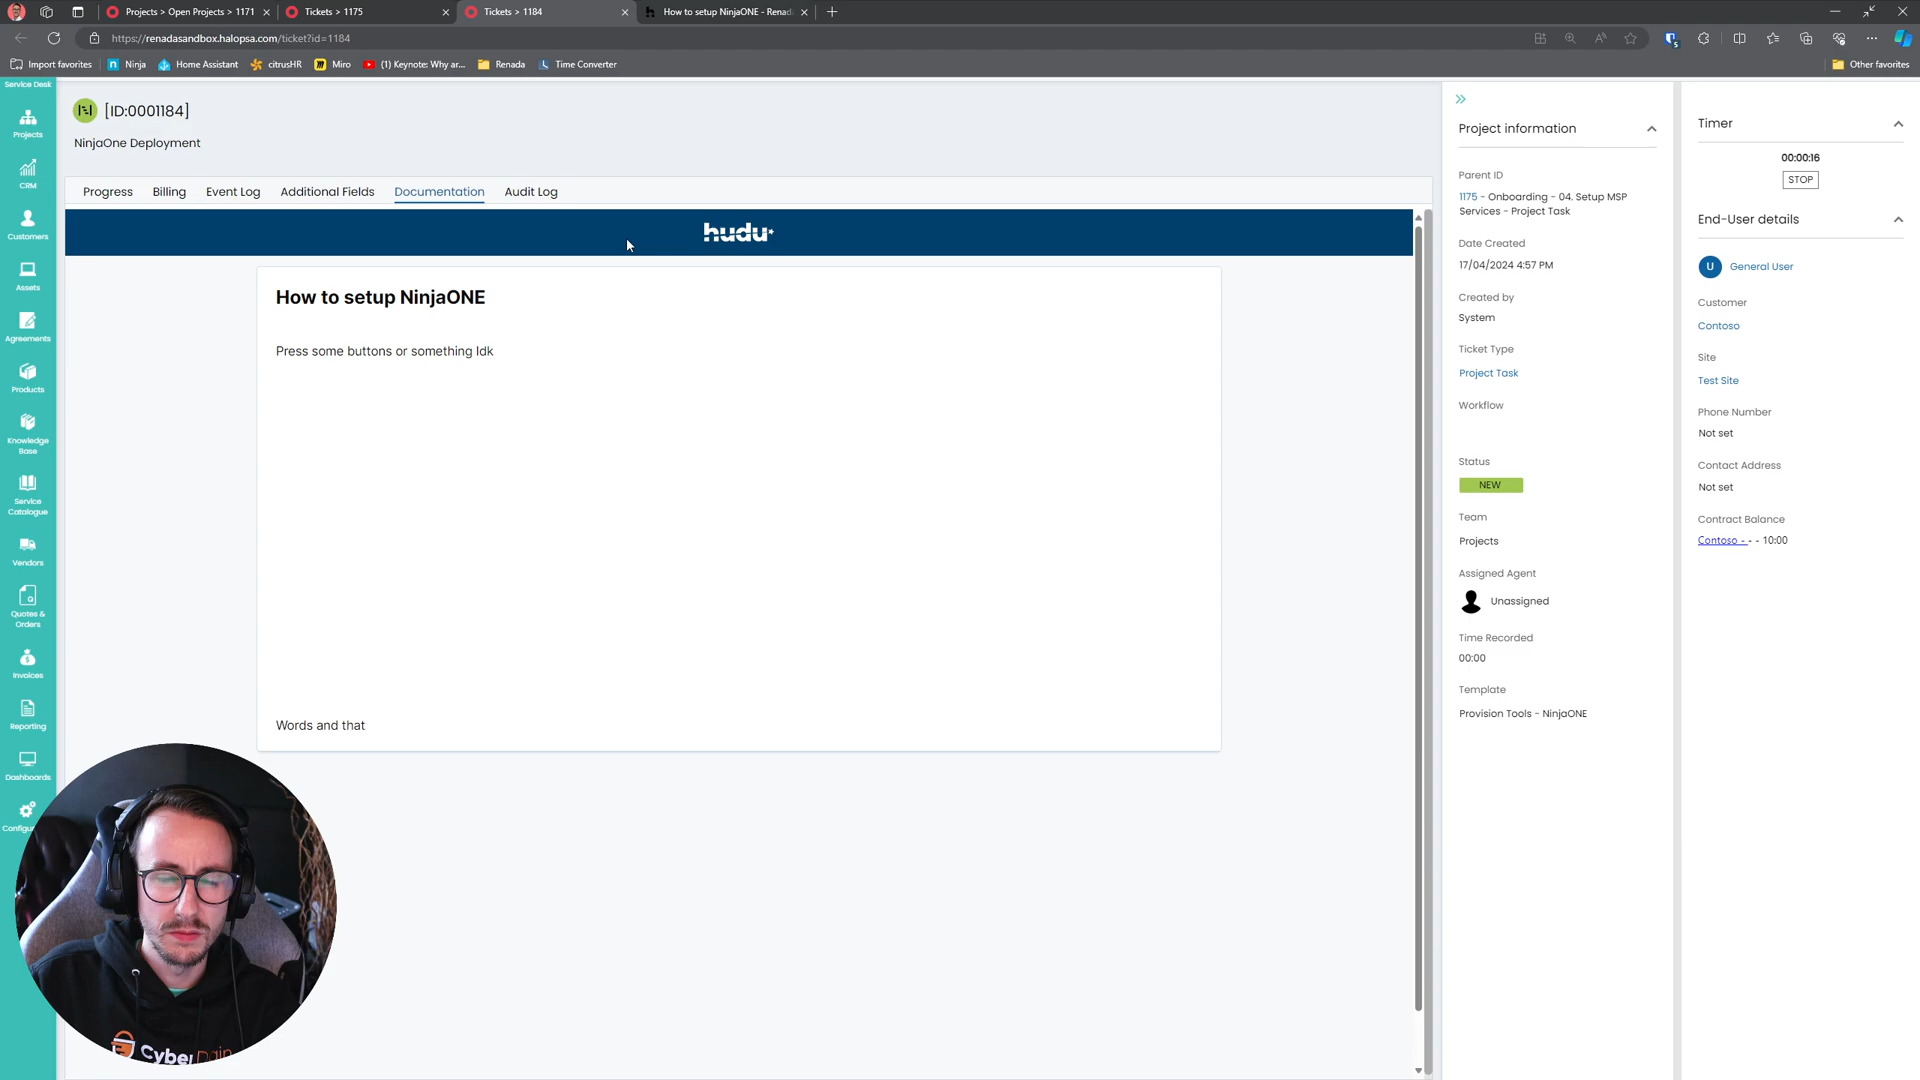 Projects > Open Projects > 1171
Tickets > 1175
Tickets > 1184
How to setup NinjaONE - Renad
https://renadasandbox.halopsa.com/ticket?id=1184
Import favorites
Ninja
Home Assistant
citrusHR
Miro
(1) Keynote: Why ar...
Renada
Time Converter
Other favorites
Service Desk
Projects
CRM
Customers
Assets
Agreements
Products
Knowledge
Base
Service
Catalogue
Vendors
Quotes &
Orders
Invoices
Reporting
Dashboards
[ID:0001184]
NinjaOne Deployment
Progress
Billing
Event Log
Additional Fields
Documentation
Audit Log
hudu
How to setup NinjaONE
Press some buttons or something Idk
Words and that
Project information
Parent ID
1175 - Onboarding - 04. Setup MSP
Services - Project Task
Date Created
17/04/2024 4:57 PM
Created by
System
Ticket Type
Project Task
Workflow
Status
NEW
Team
Projects
Assigned Agent
Unassigned
Time Recorded
00:00
Template
Provision Tools - NinjaONE
Timer
00:00:16
STOP
End-User details
U General User
Customer
Contoso
Site
Test Site
Phone Number
Not set
Contact Address
Not set
Contract Balance
Contoso - - - 10:00